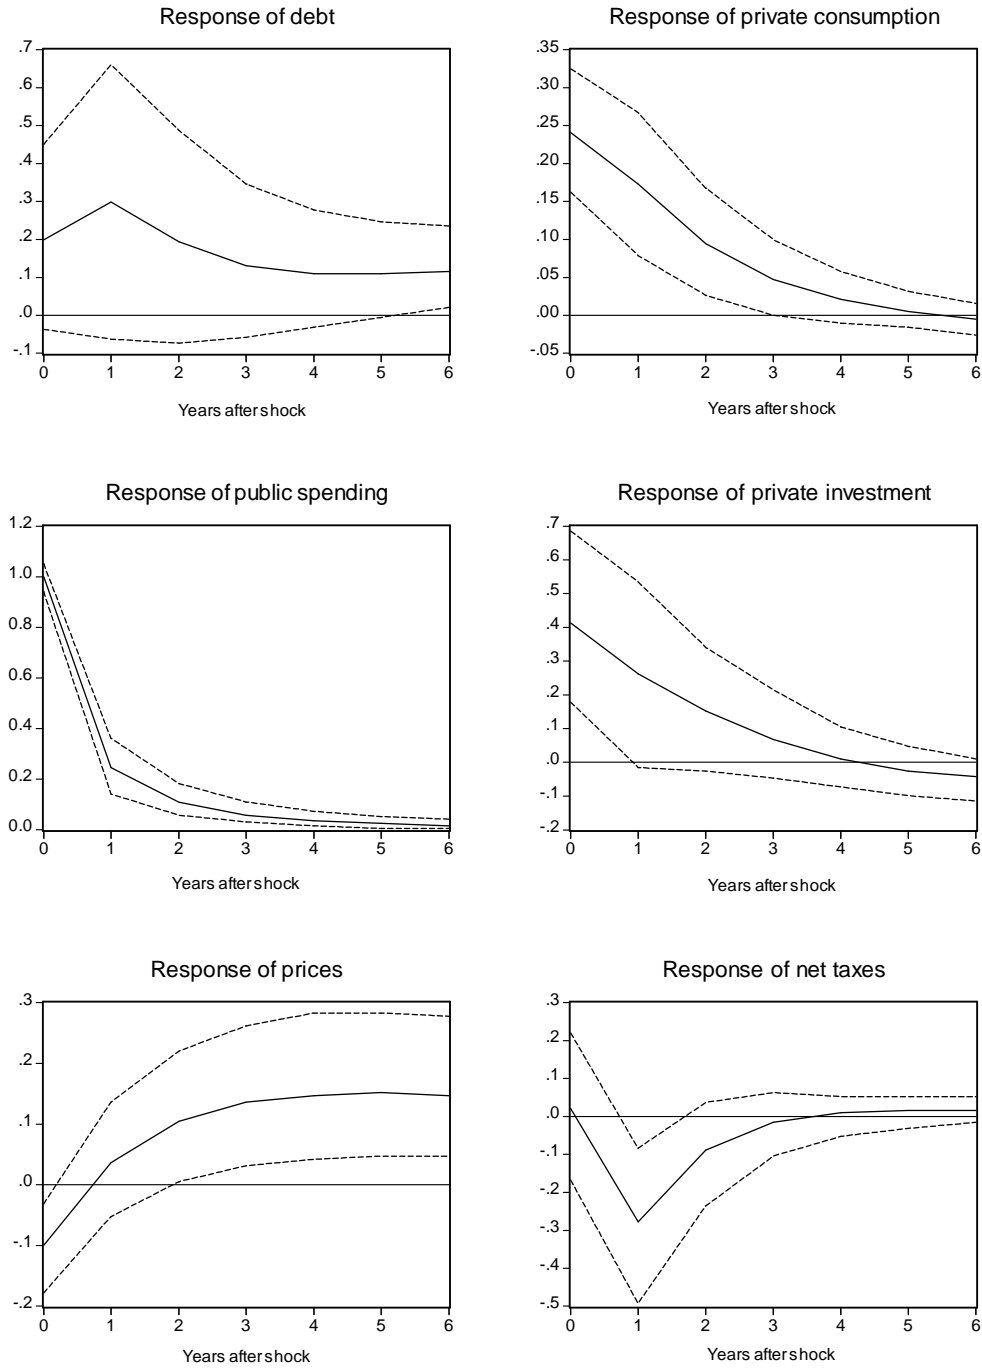 Response of debt
.7
.6
.5
.4
.3
.2
.1
.0
-.1
0 1 2 3 4 5 6
Years after shock
Response of private consumption
.35
.30
.25
.20
.15
.10
.05
.00
-.05
0 1 2 3 4 5 6
Years after shock
Response of public spending
1.2
1.0
0.8
0.6
0.4
0.2
0.0
0 1 2 3 4 5 6
Years after shock
Response of private investment
.7
.6
.5
.4
.3
.2
.1
.0
-.1
-.2
0 1 2 3 4 5 6
Years after shock
Response of prices
.3
.2
.1
.0
-.1
-.2
0 1 2 3 4 5 6
Years after shock
Response of net taxes
.3
.2
.1
.0
-.1
-.2
-.3
-.4
-.5
0 1 2 3 4 5 6
Years after shock